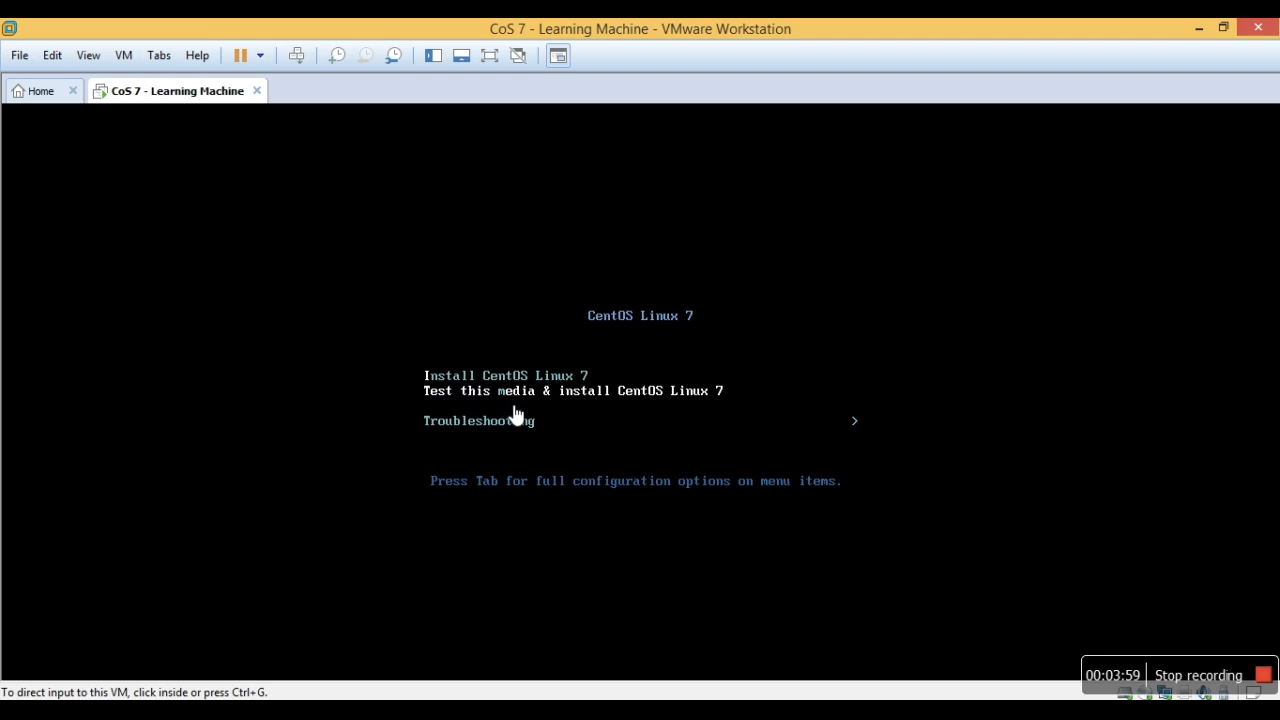 CoS 7 - Learning Machine - VMware Workstation
File Edit View VM Tabs Help
Home CoS 7 - Learning Machine
CentOS Linux 7
Install CentOS Linux 7
Test this media & install CentOS Linux 7
Troubleshooting >
Press Tab for full configuration options on menu items.
00:03:59 Stop recording
To direct input to this VM, click inside or press Ctrl+G.